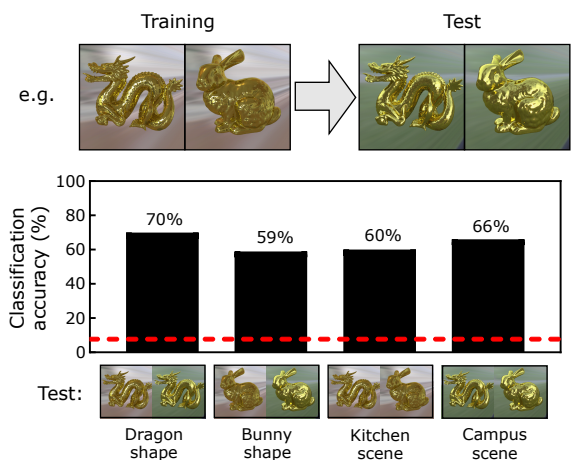 Training
Test
e.g.
Classification
accuracy (%)
100
80
60
40
20
0
70%
59%
60%
66%
Test:
Dragon
shape
Bunny
shape
Kitchen
scene
Campus
scene